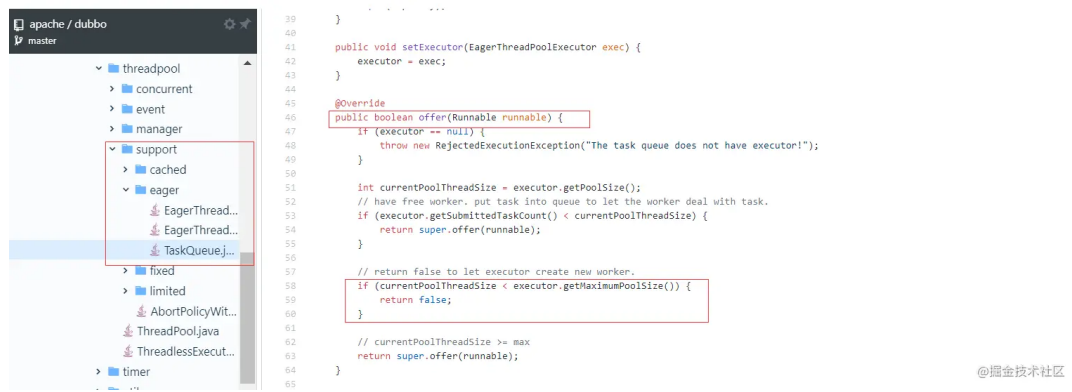 apache / dubbo
master
threadpool
concurrent
event
manager
support
cached
eager
EagerThread...
EagerThread...
TaskQueue.j...
fixed
limited
AbortPolicyWit...
ThreadPool.java
ThreadlessExecut...
timer
39 }
40
41 public void setExecutor(EagerThreadPoolExecutor exec) {
42 executor = exec;
43 }
44
45 @Override
46 public boolean offer(Runnable runnable) {
47 if (executor == null) {
48 throw new RejectedExecutionException("The task queue does not have executor!");
49 }
50
51 int currentPoolThreadSize = executor.getPoolSize();
52 // have free worker. put task into queue to let the worker deal with task.
53 if (executor.getSubmittedTaskCount() < currentPoolThreadSize) {
54 return super.offer(runnable);
55 }
56
57 // return false to let executor create new worker.
58 if (currentPoolThreadSize < executor.getMaximumPoolSize()) {
59 return false;
60 }
61
62 // currentPoolThreadSize >= max
63 return super.offer(runnable);
64 }
65
@掘金技术社区